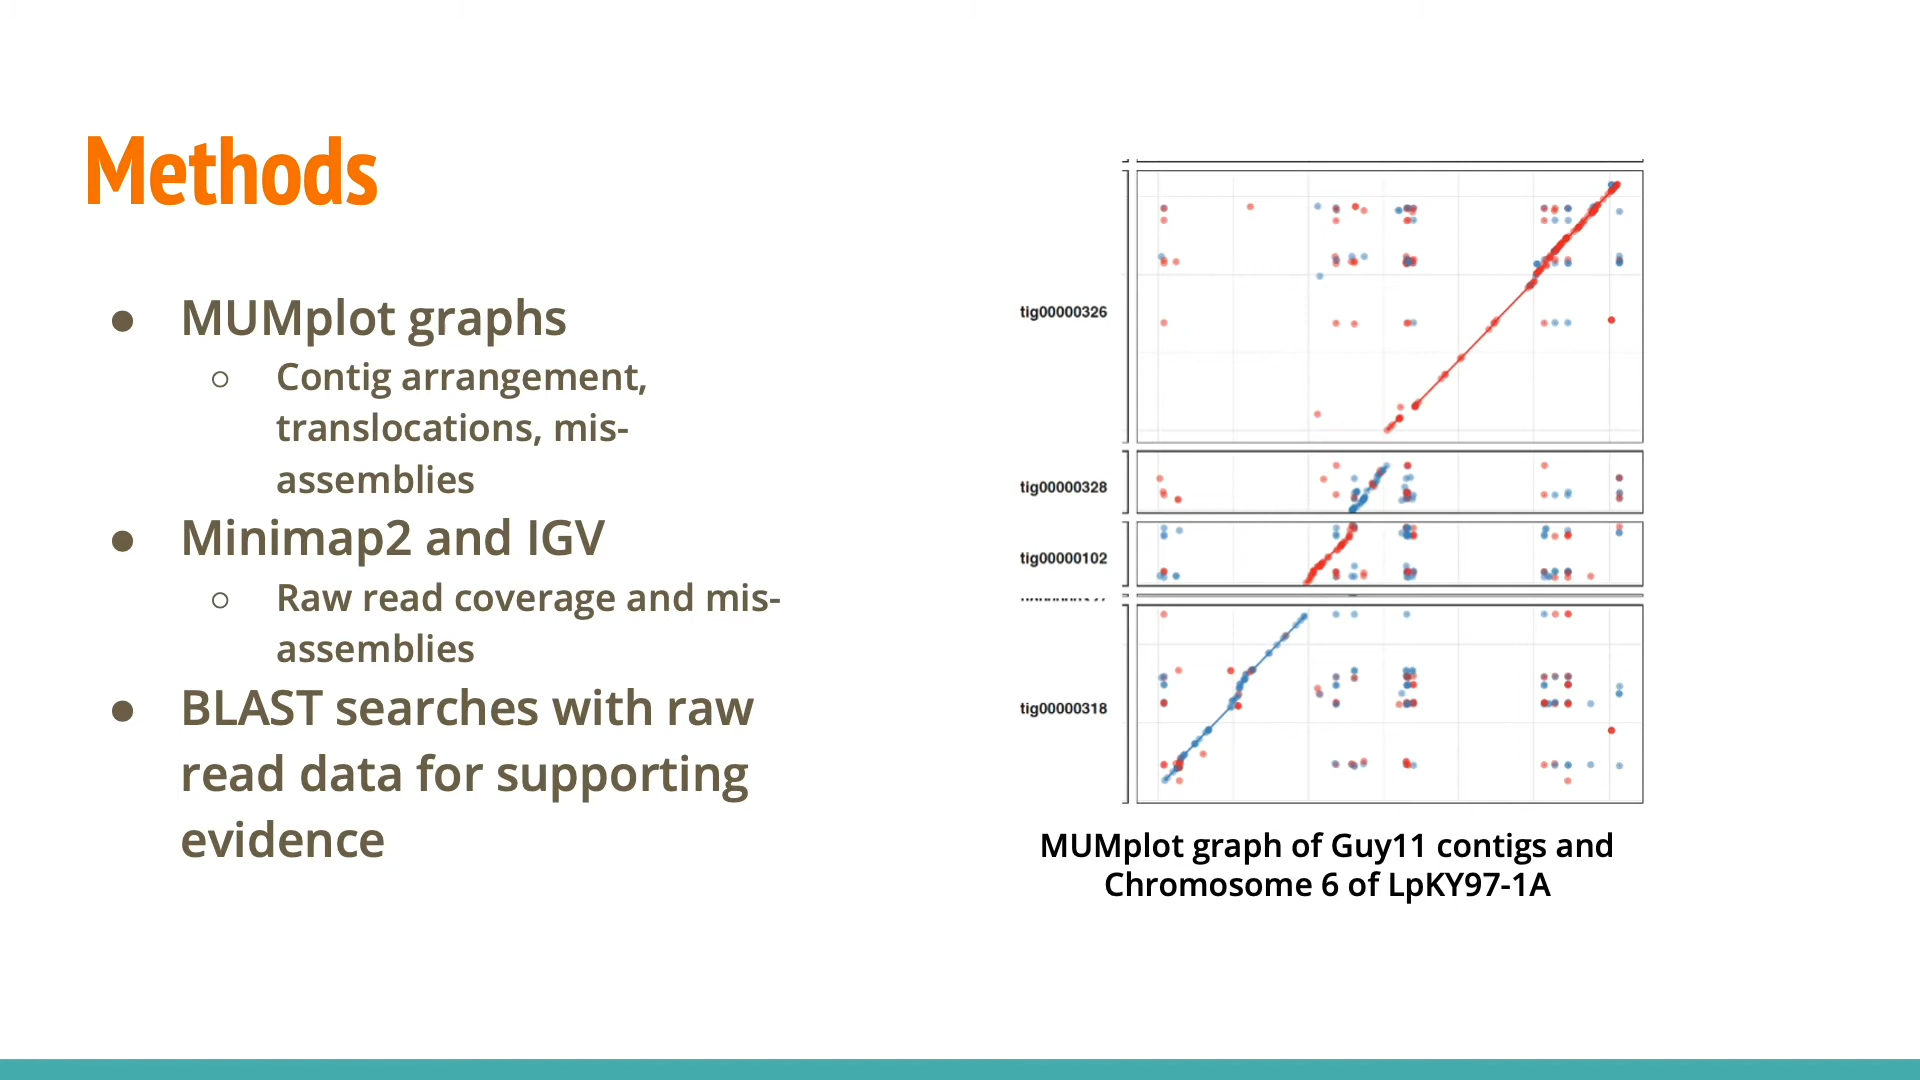 Methods
● MUMplot graphs
○ Contig arrangement,
translocations, mis-
assemblies
● Minimap2 and IGV
○ Raw read coverage and mis-
assemblies
● BLAST searches with raw
read data for supporting
evidence
tig00000326
tig00000328
tig00000102
tig00000318
MUMplot graph of Guy11 contigs and
Chromosome 6 of LpKY97-1A